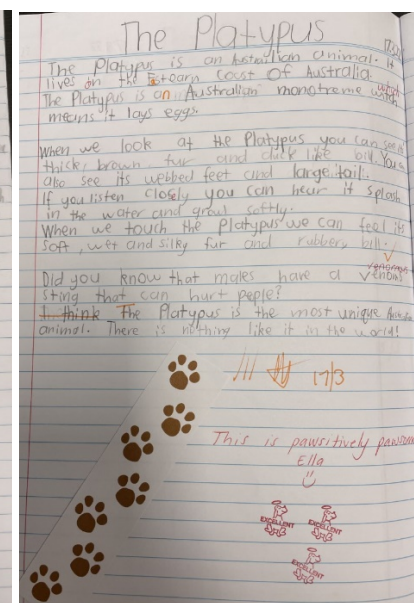 The Platypus
The Platypus is an Australian animal. It
lives on the Estearn coast of Australia.
The Platypus is an Australian monotreme which
means it lays eggs.
When we look at the Platypus you can see its
thick, brown fur and duck like bill. You
also see its webbed feet and large tail.
If you listen closely you can hear it splash
in the water and growl softly.
When we touch the Platypus we can feel its
soft, wet and silky fur and rubbery bill.
venomous
Did you know that males have a venoms
sting that can hurt peple?
I think The Platypus is the most unique
animal. There is nothing like it in the world!
17/3
This is pawsitively
Ella
EXCELLENT
EXCELLENT
EXCELLENT